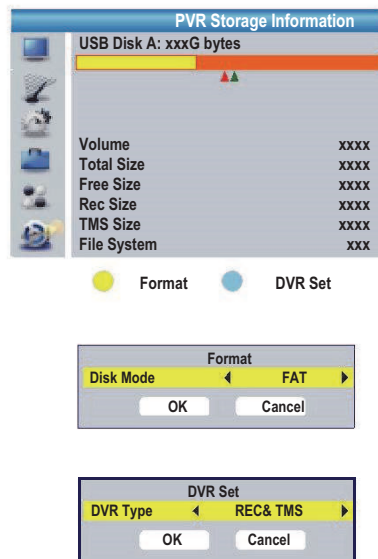 PVR Storage Information
USB Disk A: xxxG bytes
Volume xxxx
Total Size xxxx
Free Size xxxx
Rec Size xxxx
TMS Size xxxx
File System xxx
Format DVR Set
Format
Disk Mode FAT
OK Cancel
DVR Set
DVR Type REC& TMS
OK Cancel